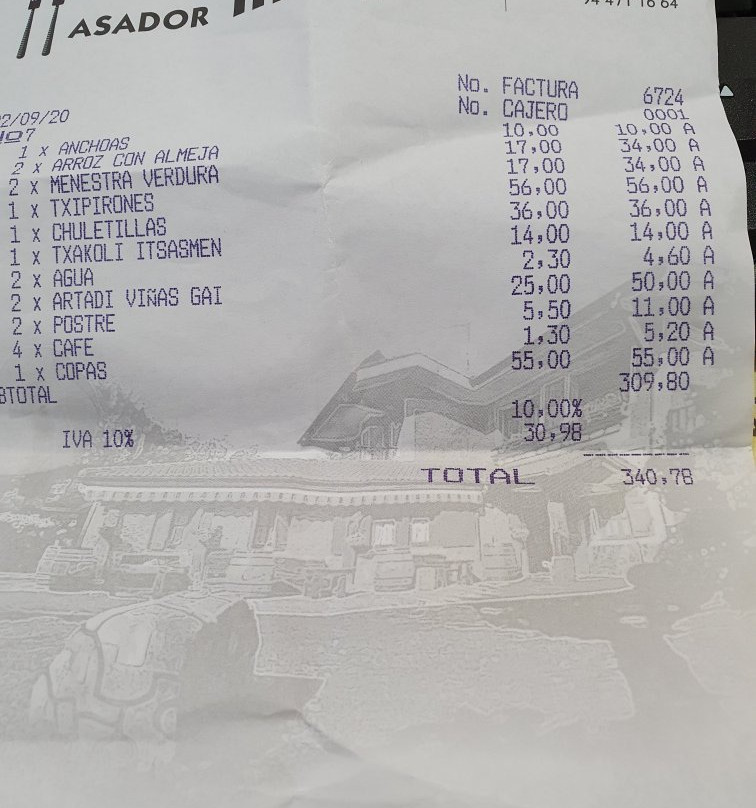 ASADOR
94 471 16 64
No. FACTURA 6724
2/09/20 No. CAJERO 0001
Nº7
1 x ANCHOAS 10,00 10,00 A
2 x ARROZ CON ALMEJA 17,00 34,00 A
2 x MENESTRA VERDURA 17,00 34,00 A
1 x TXIPIRONES 56,00 56,00 A
1 x CHULETILLAS 36,00 36,00 A
1 x TXAKOLI ITSASMEN 14,00 14,00 A
2 x AGUA 2,30 4,60 A
2 x ARTADI VIÑAS GAI 25,00 50,00 A
2 x POSTRE 5,50 11,00 A
4 x CAFE 1,30 5,20 A
1 x COPAS 55,00 55,00 A
BTOTAL 309,80
10,00%
IVA 10% 30,98
TOTAL 340,78